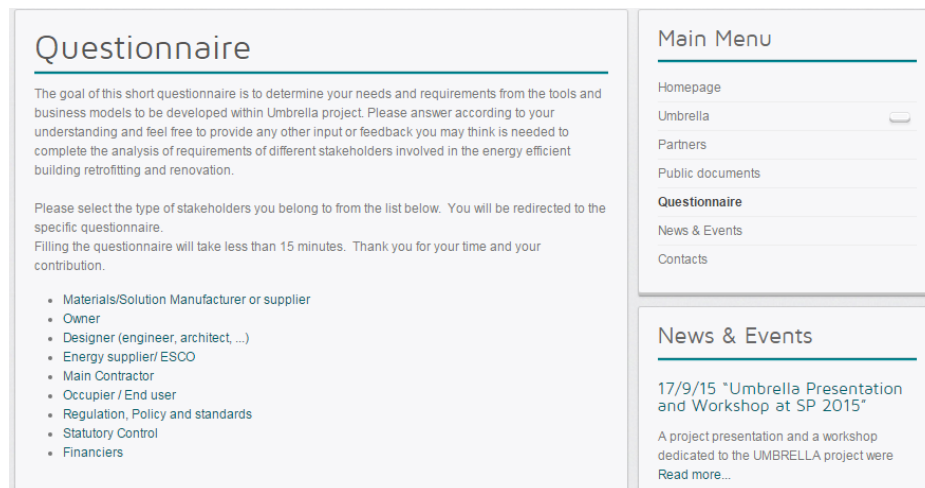 Questionnaire
The goal of this short questionnaire is to determine your needs and requirements from the tools and
business models to be developed within Umbrella project. Please answer according to your
understanding and feel free to provide any other input or feedback you may think is needed to
complete the analysis of requirements of different stakeholders involved in the energy efficient
building retrofitting and renovation.
Please select the type of stakeholders you belong to from the list below. You will be redirected to the
specific questionnaire.
Filling the questionnaire will take less than 15 minutes. Thank you for your time and your
contribution.
Materials/Solution Manufacturer or supplier
Owner
Designer (engineer, architect, ...)
Energy supplier/ ESCO
Main Contractor
Occupier / End user
Regulation, Policy and standards
Statutory Control
Financiers
Main Menu
Homepage
Umbrella
Partners
Public documents
Questionnaire
News & Events
Contacts
News & Events
17/9/15 “Umbrella Presentation
and Workshop at SP 2015”
A project presentation and a workshop
dedicated to the UMBRELLA project were
Read more...